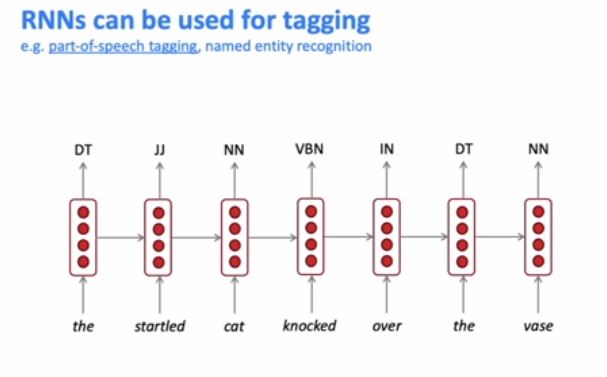 RNNs can be used for tagging
e.g. part-of-speech tagging, named entity recognition
DT JJ NN VBN IN DT NN
the startled cat knocked over the vase